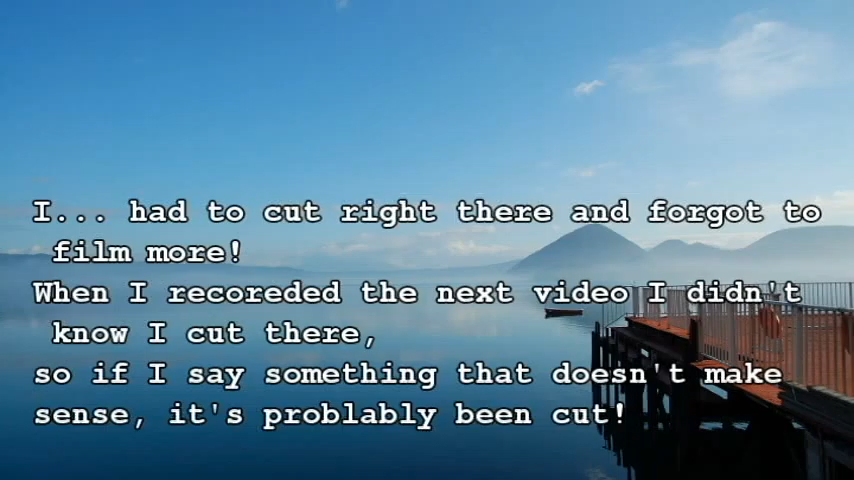 I... had to cut right there and forgot to
film more!
When I recoreded the next video I didn't
know I cut there,
so if I say something that doesn't make
sense, it's problably been cut!